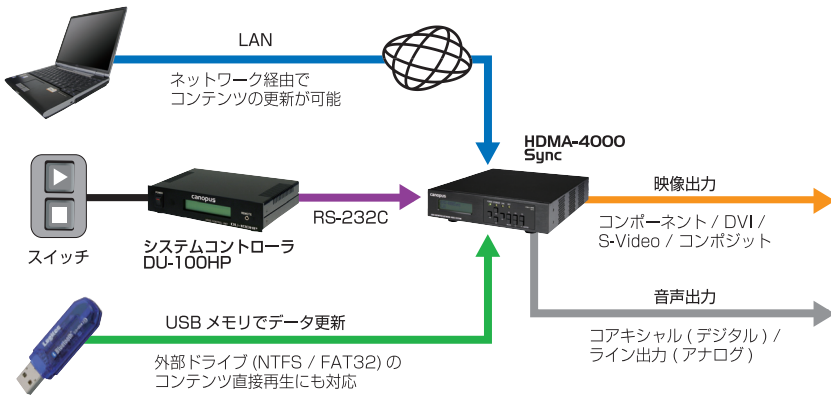 LAN
ネットワーク経由で
コンテンツの更新が可能
HDMA-4000
Sync
映像出力
コンポーネント / DVI /
S-Video / コンポジット
canopus
RS-232C
canopus
スイッチ
システムコントローラ
DU-100HP
音声出力
コアキシャル ( デジタル ) /
ライン出力 ( アナログ )
USB メモリでデータ更新
外部ドライブ (NTFS / FAT32) の
コンテンツ直接再生にも対応